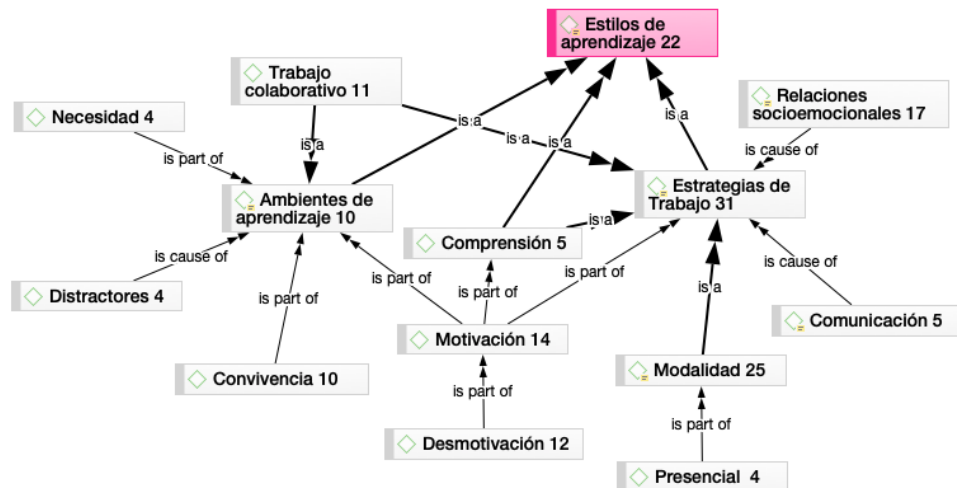 Estilos de
aprendizaje 22
Trabajo
colaborativo 11
Relaciones
socioemocionales 17
Necesidad 4
is a
is a
is a
is a
is a
is cause of
is part of
Ambientes de
aprendizaje 10
Estrategias de
Trabajo 31
is a
Comprensión 5
is cause of
is part of
is part of
is cause of
Distractores 4
is part of
is part of
is a
Comunicación 5
Motivación 14
Convivencia 10
Modalidad 25
is part of
is part of
Desmotivación 12
Presencial 4